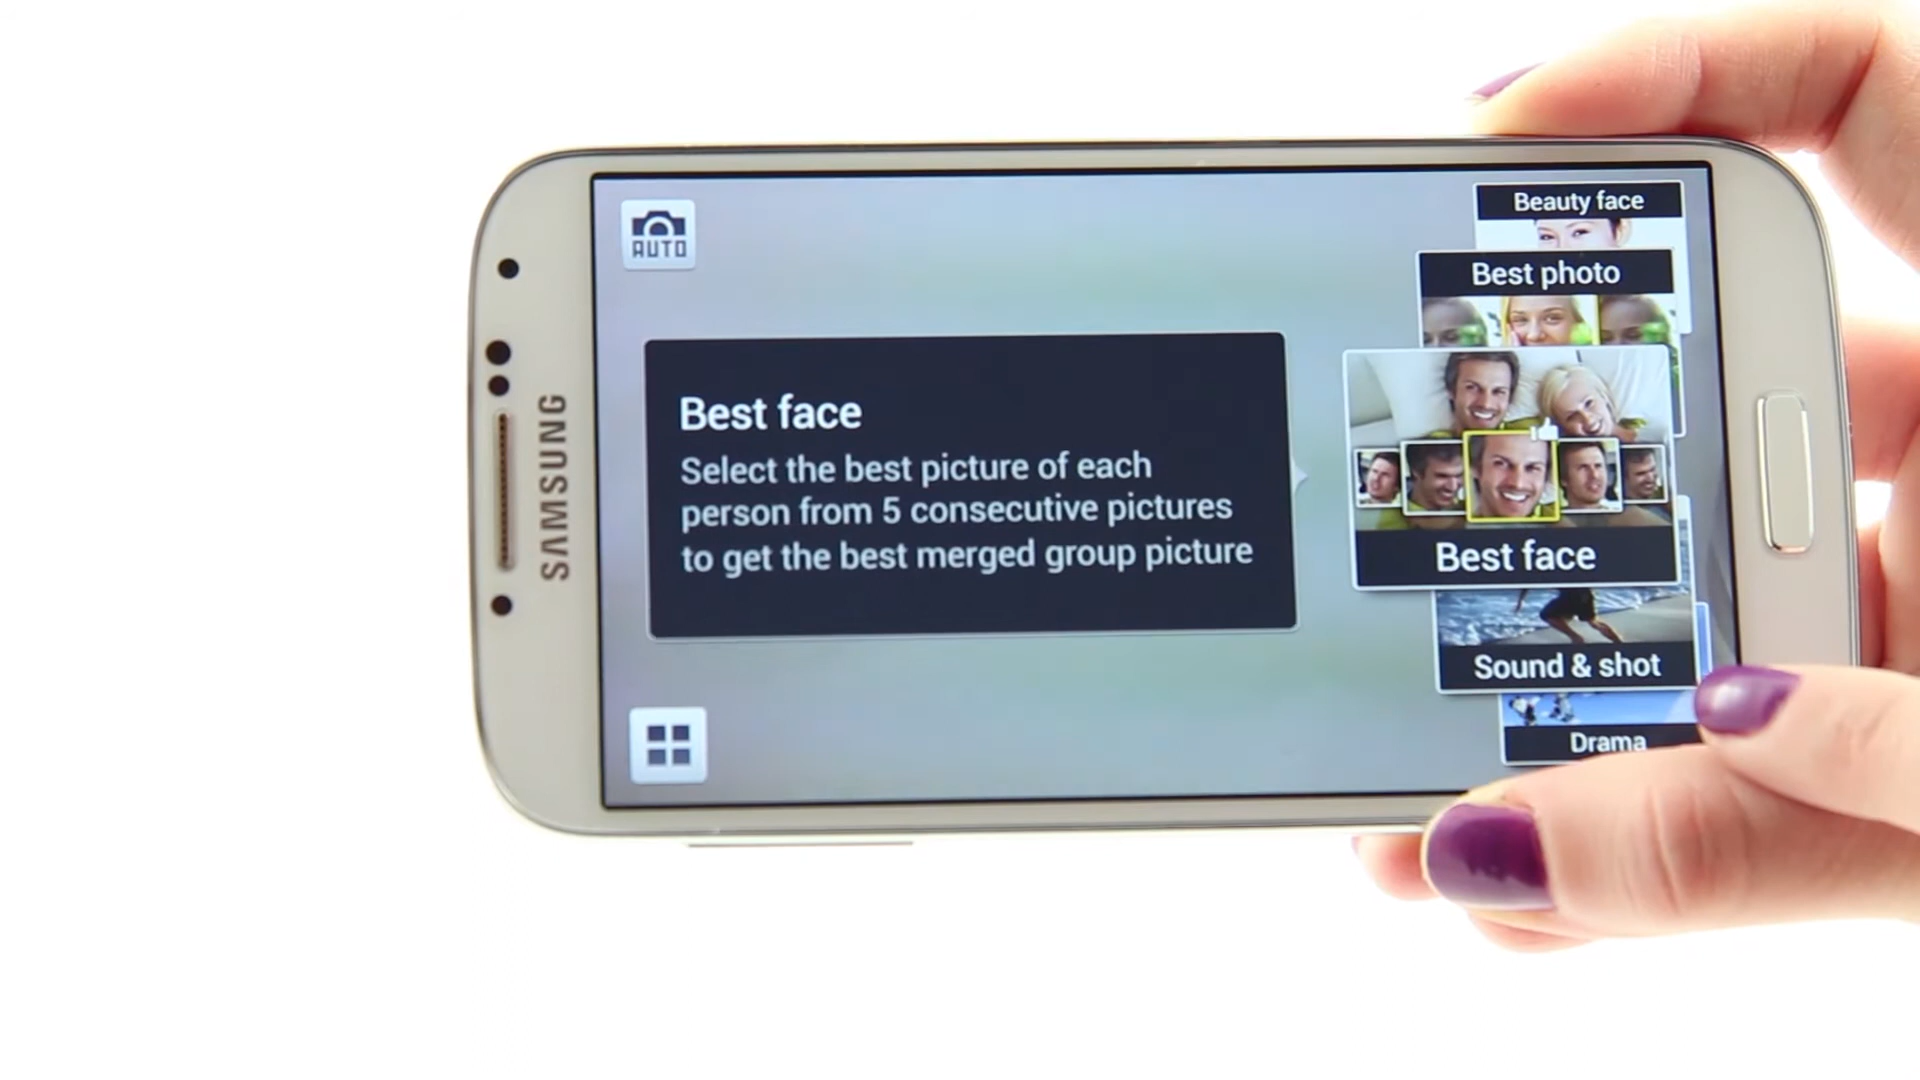 SAMSUNG
AUTO
Best face
Select the best picture of each
person from 5 consecutive pictures
to get the best merged group picture
Beauty face
Best photo
Best face
Sound & shot
Drama